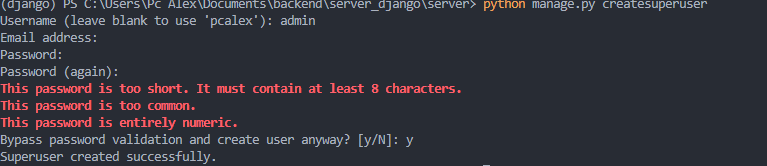 (django) PS C:\Users\Pc Alex\Documents\backend\server_django\server> python manage.py createsuperuser
Username (leave blank to use 'pcalex'): admin
Email address:
Password:
Password (again):
This password is too short. It must contain at least 8 characters.
This password is too common.
This password is entirely numeric.
Bypass password validation and create user anyway? [y/N]: y
Superuser created successfully.